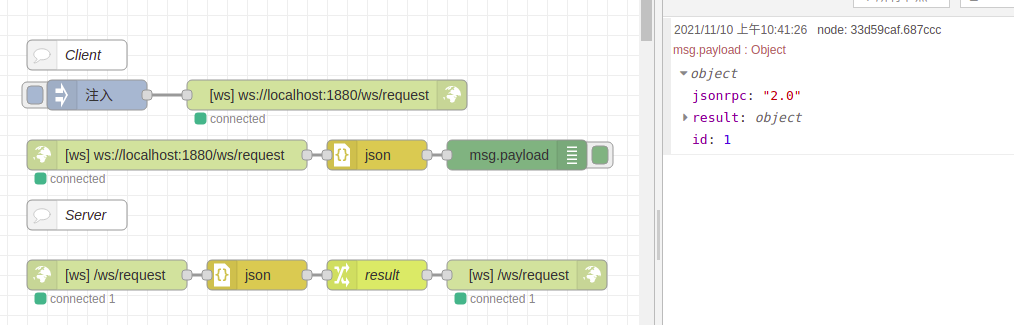 Client
注入
[ws] ws://localhost:1880/ws/request
connected
[ws] ws://localhost:1880/ws/request
json
msg.payload
connected
Server
[ws] /ws/request
json
result
[ws] /ws/request
connected 1
connected 1
2021/11/10 上午10:41:26 node: 33d59caf.687ccc
msg.payload : Object
object
jsonrpc: "2.0"
result: object
id: 1